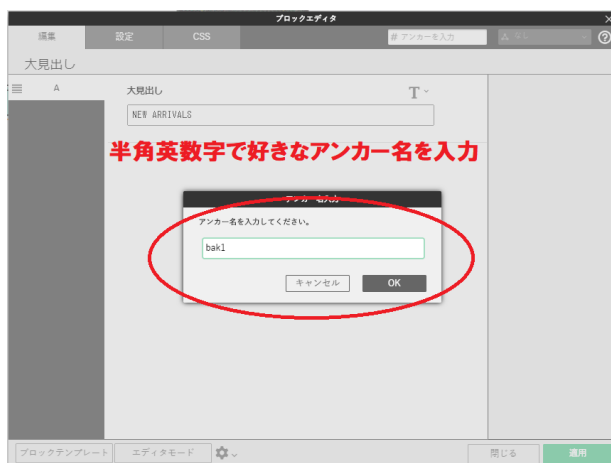 ブロックエディタ ×
編集 設定 CSS # アンカーを入力 なし ?
大見出し
A 大見出し T
NEW ARRIVALS
半角英数字で好きなアンカー名を入力
アンカー名入力
アンカー名を入力してください。
bak1
キャンセル OK
ブロックテンプレート エディタモード 閉じる 適用